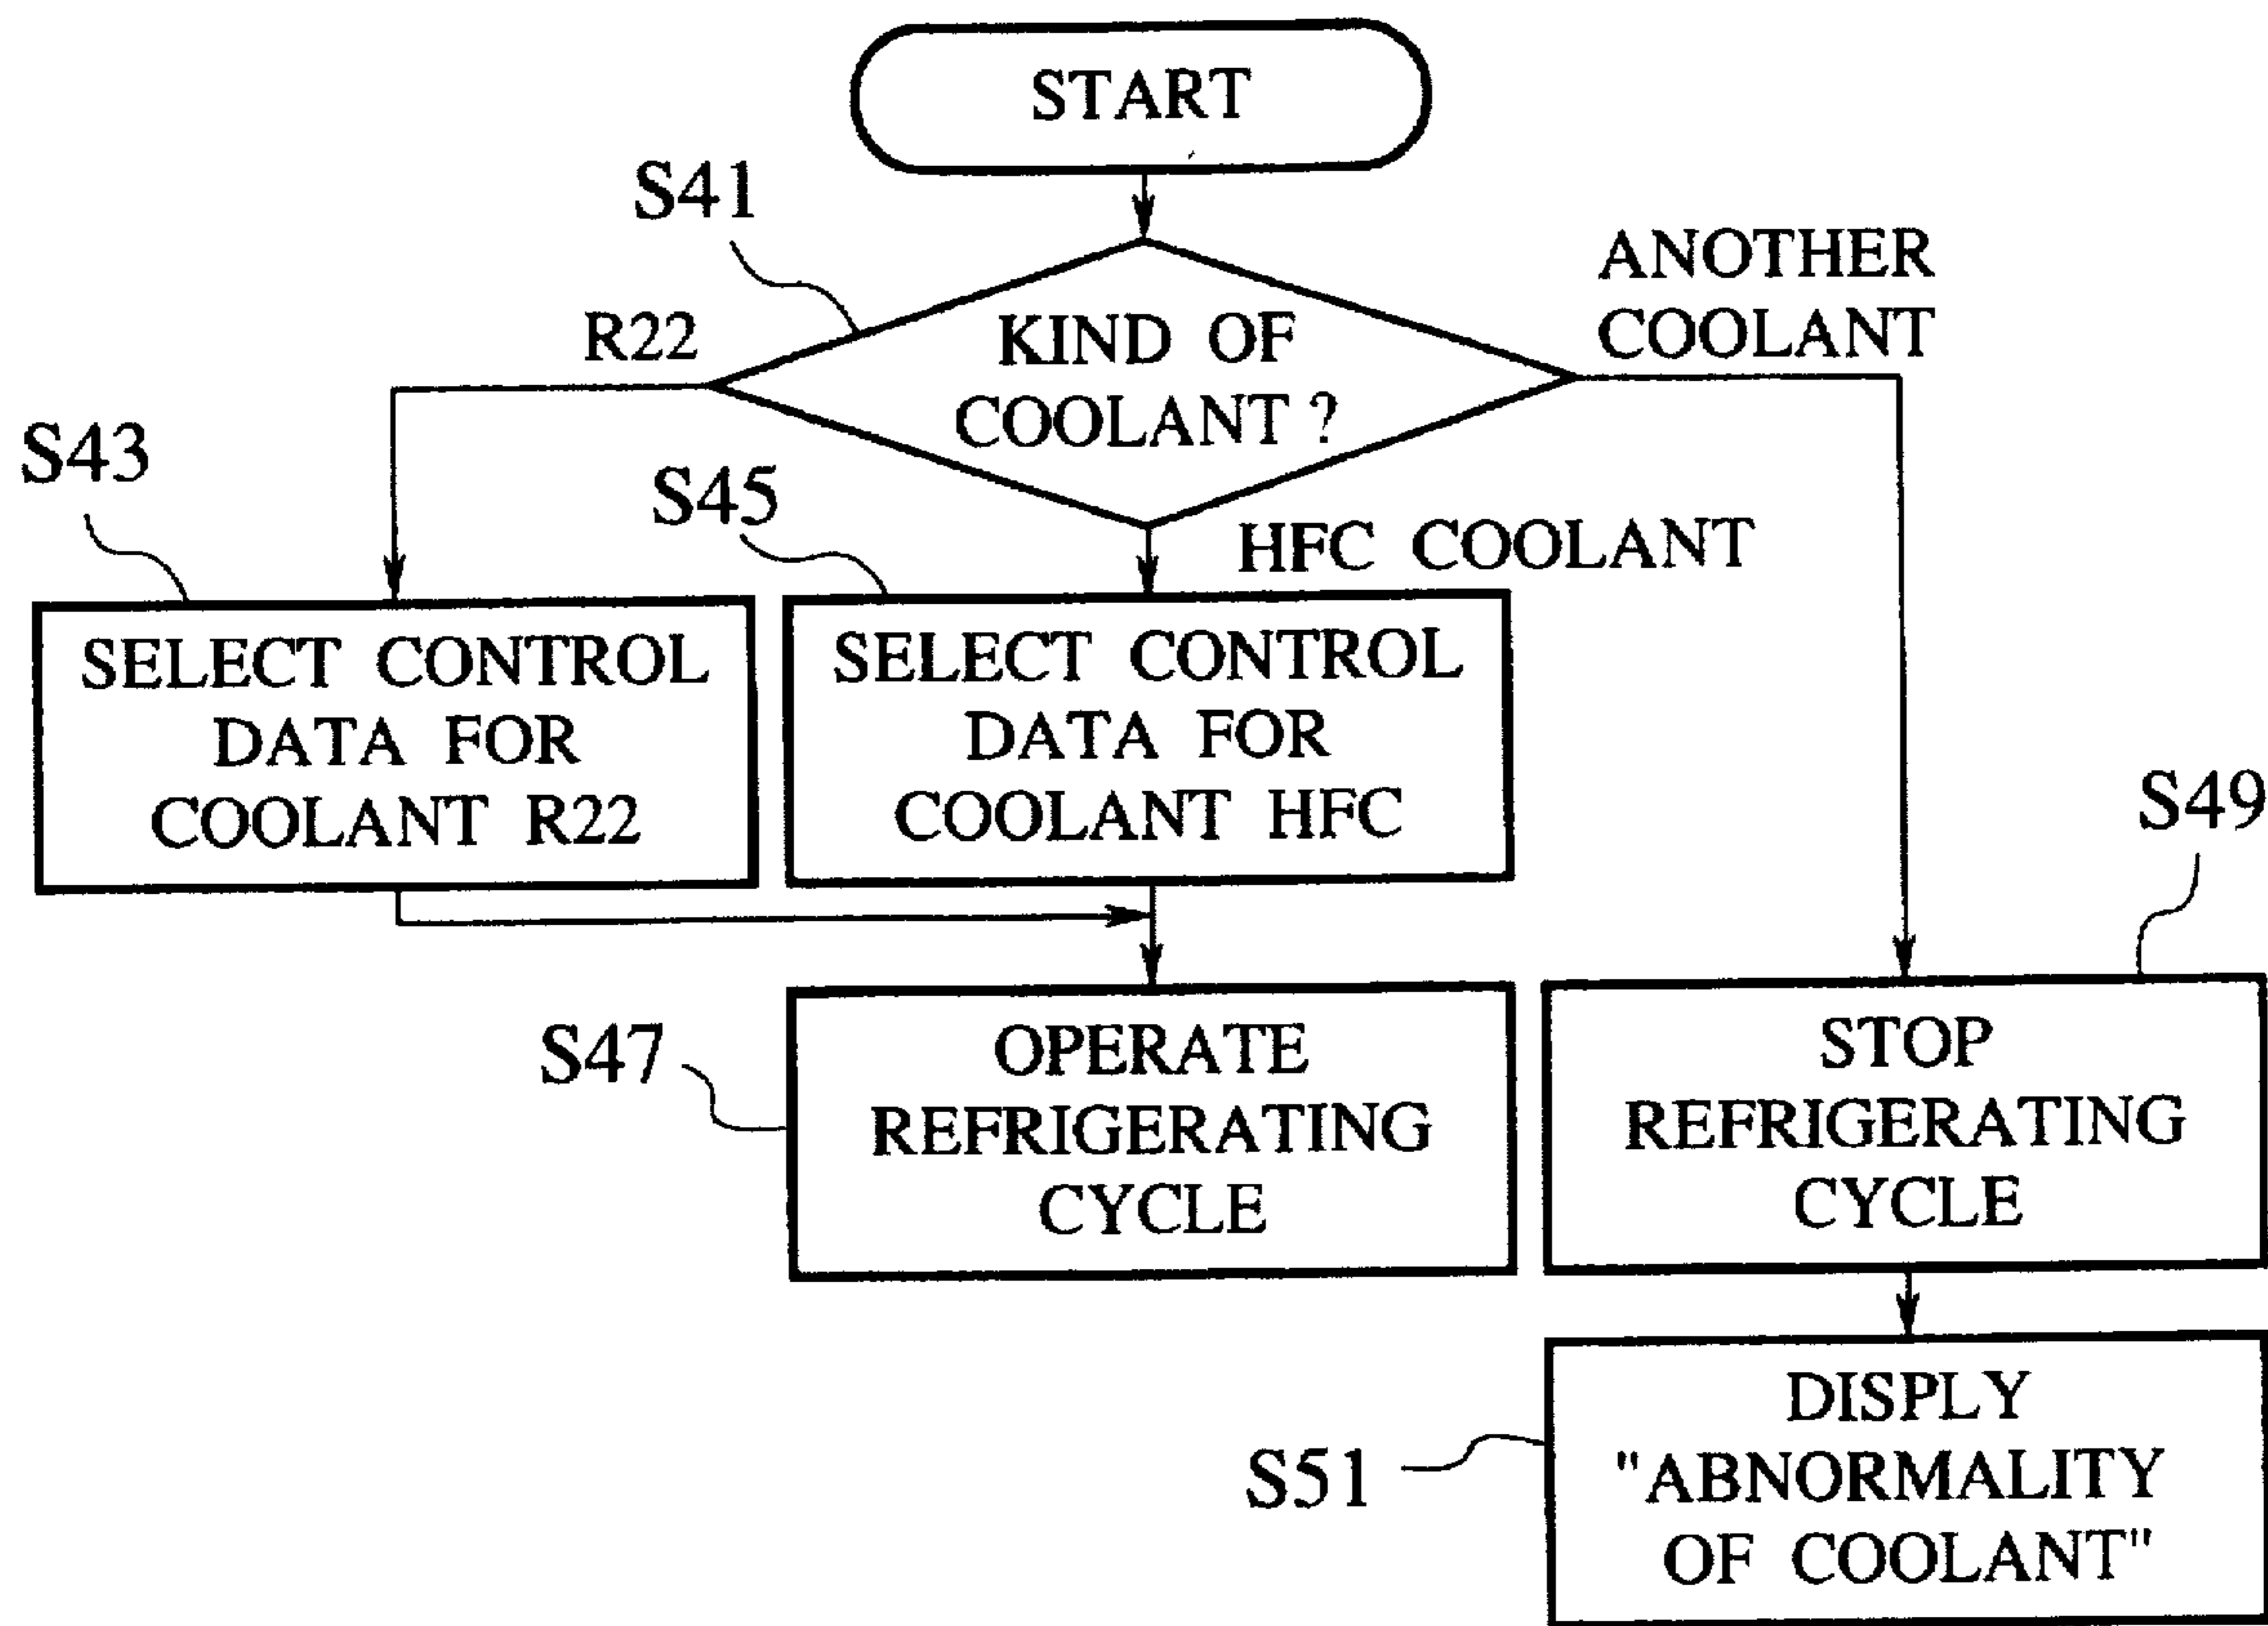 START
S41
ANOTHER
COOLANT
R22
KIND OF
COOLANT ?
S43
S45
HFC COOLANT
SELECT CONTROL
DATA FOR
COOLANT R22
SELECT CONTROL
DATA FOR
COOLANT HFC
S49
S47
OPERATE
REFRIGERATING
CYCLE
STOP
REFRIGERATING
CYCLE
S51
DISPLY
"ABNORMALITY
OF COOLANT"